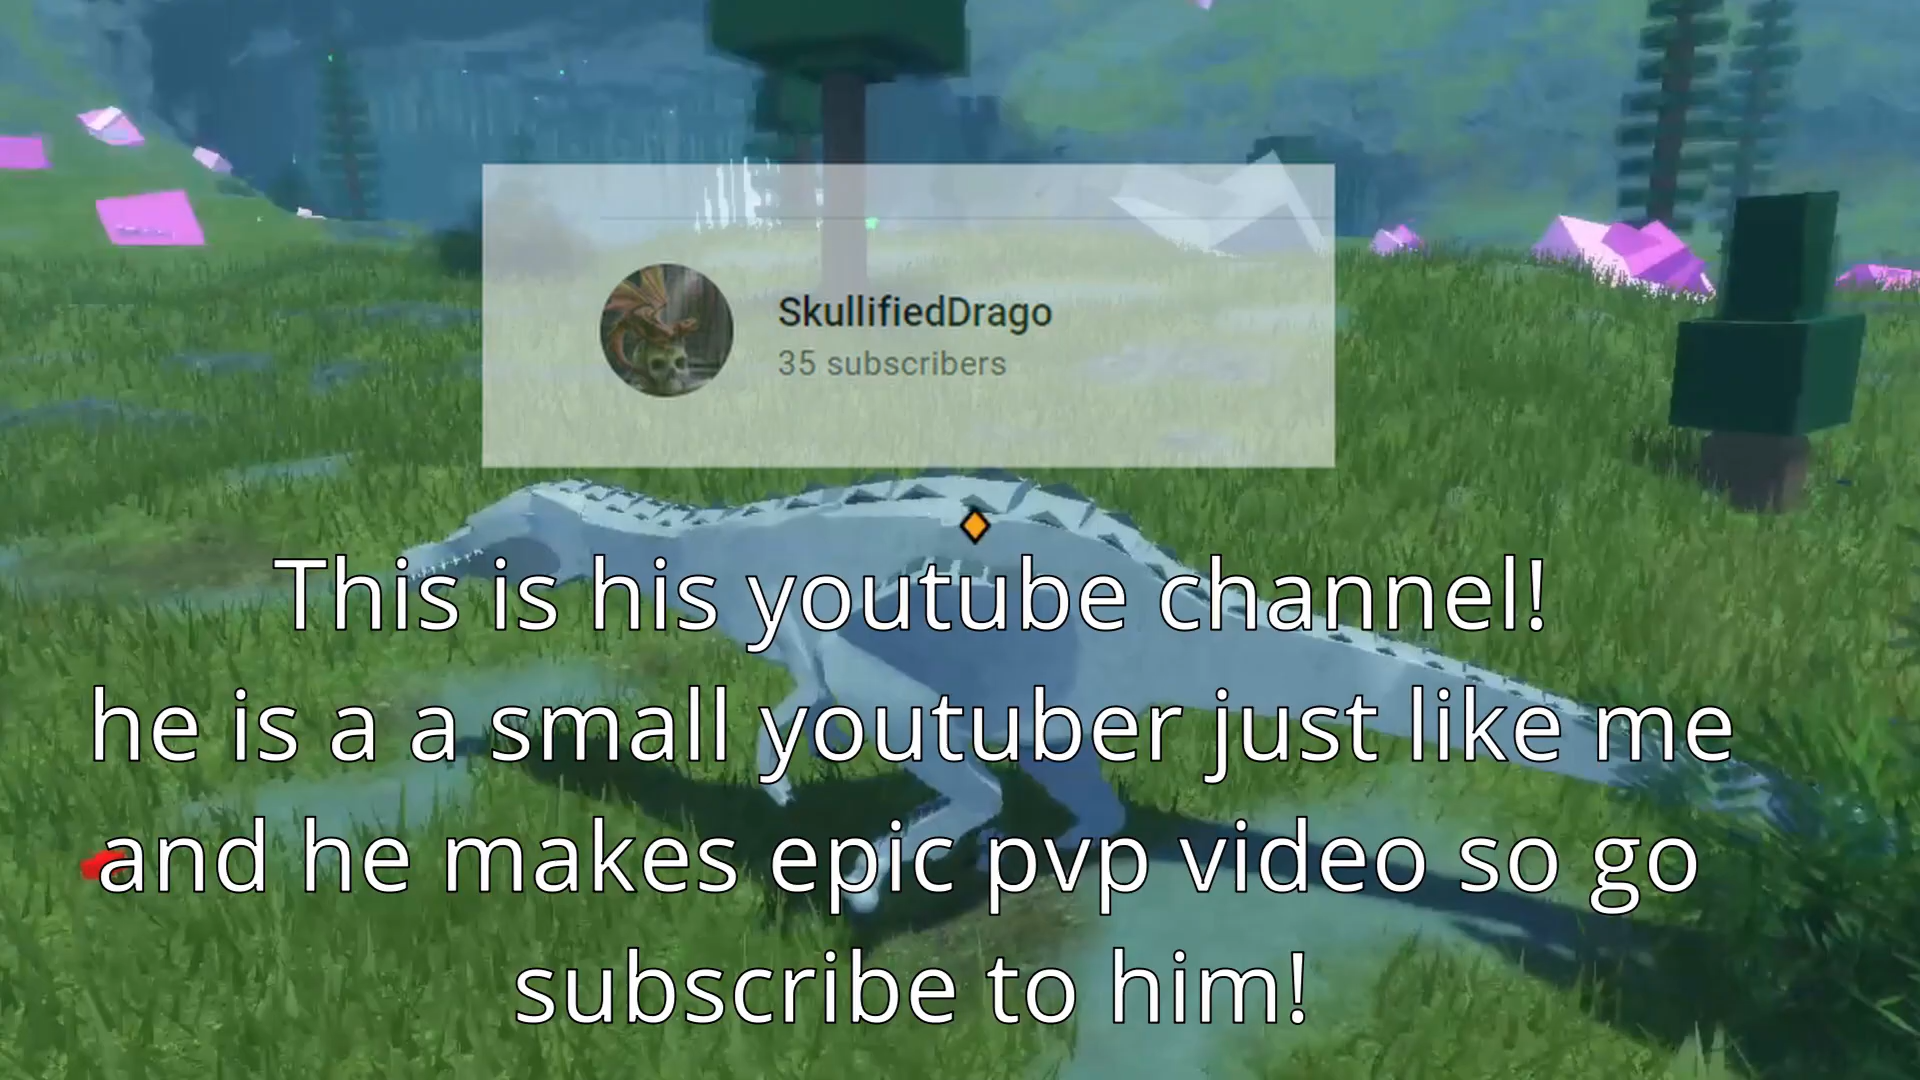 SkullifiedDrago
35 subscribers
This is his youtube channel!
he is a a small youtuber just like me
and he makes epic pvp video so go
subscribe to him!